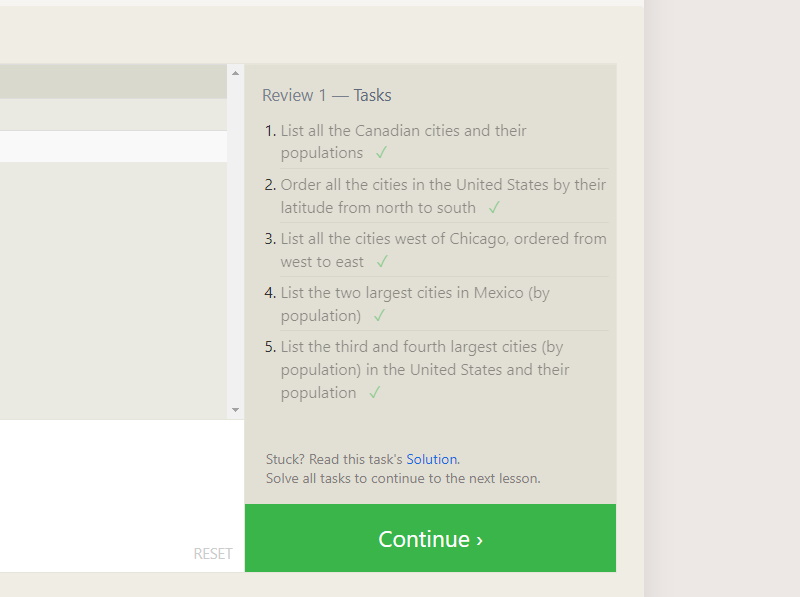 Review 1 — Tasks
1. List all the Canadian cities and their
populations ✓
2. Order all the cities in the United States by their
latitude from north to south ✓
3. List all the cities west of Chicago, ordered from
west to east ✓
4. List the two largest cities in Mexico (by
population) ✓
5. List the third and fourth largest cities (by
population) in the United States and their
population ✓
Stuck? Read this task's Solution.
Solve all tasks to continue to the next lesson.
RESET
Continue ›